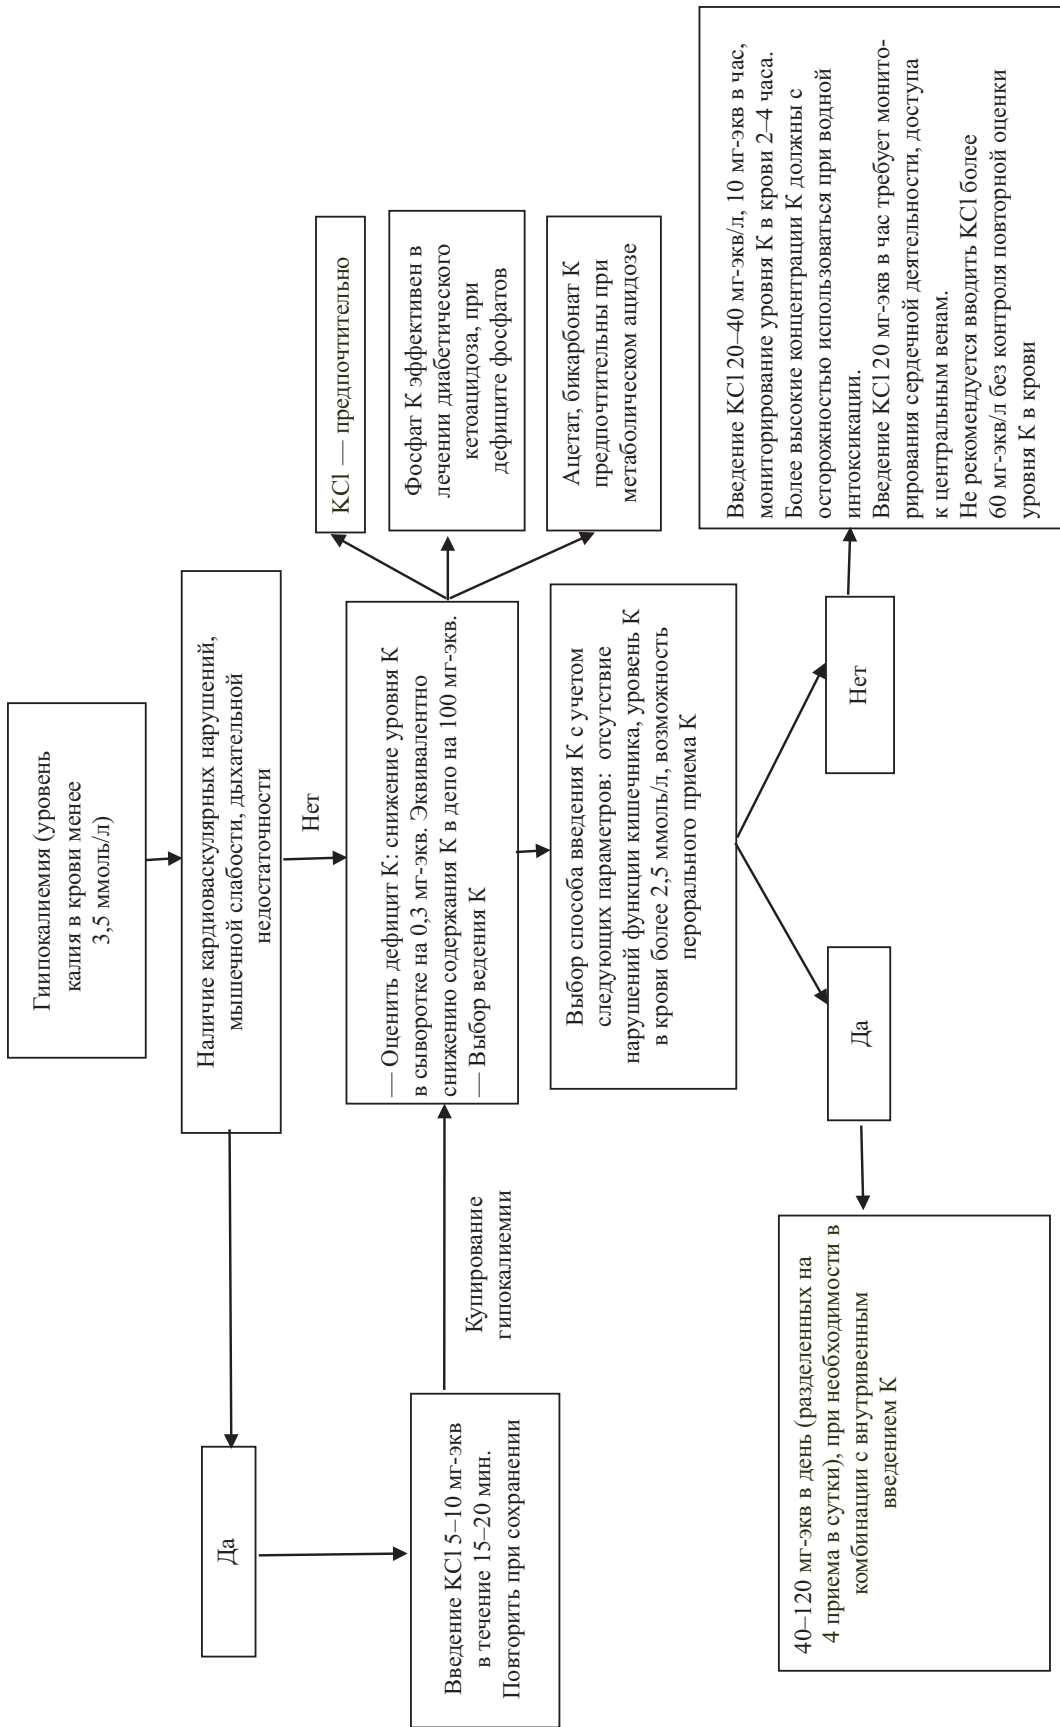 Гиипокалиемия (уровень
калия в крови менее
3,5 ммоль/л)
Наличие кардиоваскулярных нарушений,
мышечной слабости, дыхательной
недостаточности
Да
Нет
Введение KCl 5–10 мг-экв
в течение 15–20 мин.
Повторить при сохранении
Купирование
гипокалиемии
— Оценить дефицит К: снижение уровня К
в сыворотке на 0,3 мг-экв. Эквивалентно
снижению содержания К в депо на 100 мг-экв.
— Выбор ведения К
KCl — предпочтительно
Фосфат К эффективен в
лечении диабетического
кетоацидоза, при
дефиците фосфатов
Ацетат, бикарбонат К
предпочтительны при
метаболическом ацидозе
Выбор способа введения К с учетом
следующих параметров: отсутствие
нарушений функции кишечника, уровень К
в крови более 2,5 ммоль/л, возможность
перорального приема К
Да
Нет
40–120 мг-экв в день (разделенных на
4 приема в сутки), при необходимости в
комбинации с внутривенным
введением К
Введение KCl 20–40 мг-экв/л, 10 мг-экв в час,
мониторирование уровня К в крови 2–4 часа.
Более высокие концентрации К должны с
осторожностью использоваться при водной
интоксикации.
Введение KCl 20 мг-экв в час требует монито-
рирования сердечной деятельности, доступа
к центральным венам.
Не рекомендуется вводить KCl более
60 мг-экв/л без контроля повторной оценки
уровня К в крови